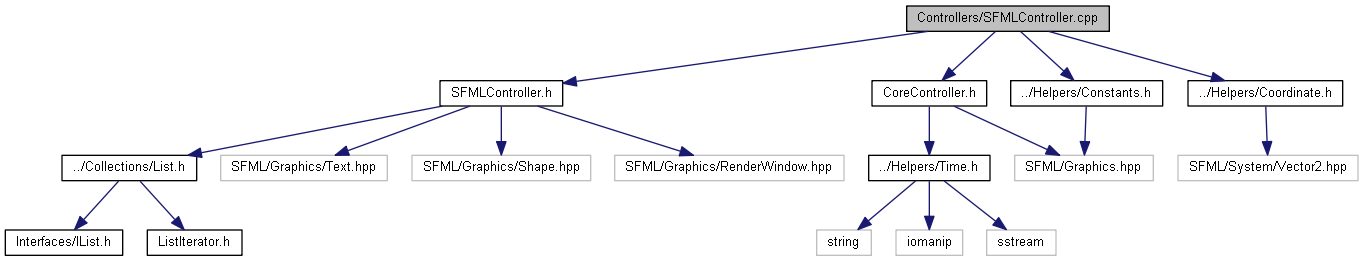 Controllers/SFMLController.cpp
SFMLController.h
CoreController.h
../Helpers/Constants.h
../Helpers/Coordinate.h
../Collections/List.h
SFML/Graphics/Text.hpp
SFML/Graphics/Shape.hpp
SFML/Graphics/RenderWindow.hpp
../Helpers/Time.h
SFML/Graphics.hpp
SFML/System/Vector2.hpp
Interfaces/IList.h
ListIterator.h
string
iomanip
sstream